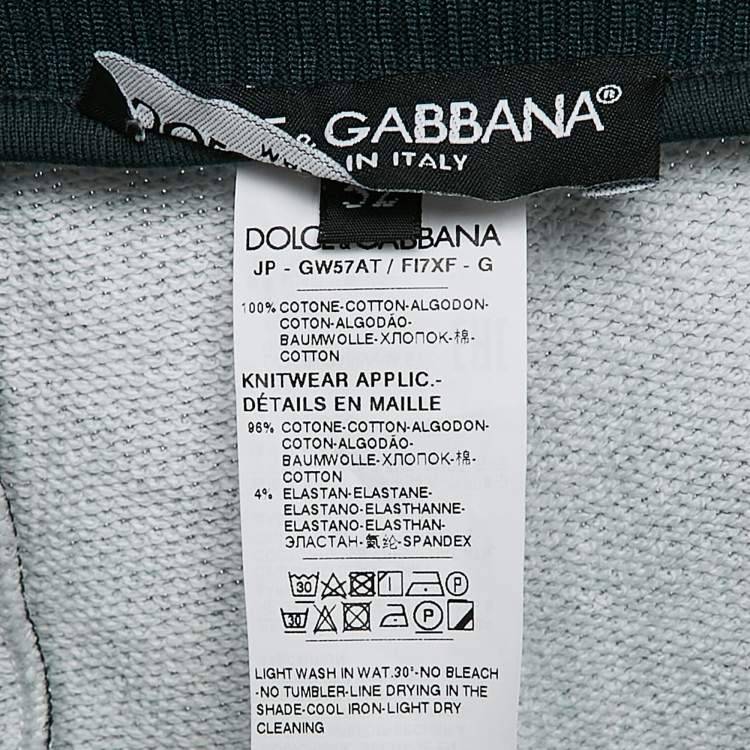 & GABBANA®
IN ITALY
DOLCE & GABBANA
JP - GW57AT / FI7XF - G
100% COTONE-COTTON-ALGODON-
COTON-ALGODÃO-
BAUMWOLLE-ХЛОПОК-棉-
COTTON
KNITWEAR APPLIC.-
DÉTAILS EN MAILLE
96% COTONE-COTTON-ALGODON-
COTON-ALGODÃO-
BAUMWOLLE-ХЛОПОК-棉-
COTTON
4% ELASTAN-ELASTANE-
ELASTANO-ELASTHANNE-
ELASTANO-ELASTHAN-
ЭЛАСТАН-氨纶-SPANDEX
30 P
30 P
LIGHT WASH IN WAT.30°-NO BLEACH
-NO TUMBLER-LINE DRYING IN THE
SHADE-COOL IRON-LIGHT DRY
CLEANING